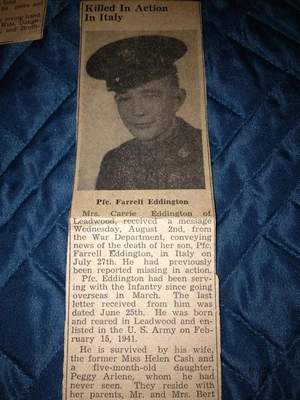 Killed In Action
In Italy
Pfc. Farrell Eddington
Mrs. Carrie Eddington of
Leadwood, received a message
Wednesday, August 2nd, from
the War Department, conveying
news of the death of her son, Pfc.
Farrell Eddington, in Italy on
July 27th. He had previously
been reported missing in action.
Pfc. Eddington had been serv-
ing with the Infantry since going
overseas in March. The last
letter received from him was
dated June 25th. He was born
and reared in Leadwood and en-
listed in the U. S. Army on Feb-
ruary 15, 1941.
He is survived by his wife,
the former Miss Helen Cash and
a five-month-old daughter,
Peggy Arlene, whom he had
never seen. They reside with
her parents, Mr. and Mrs. Bert